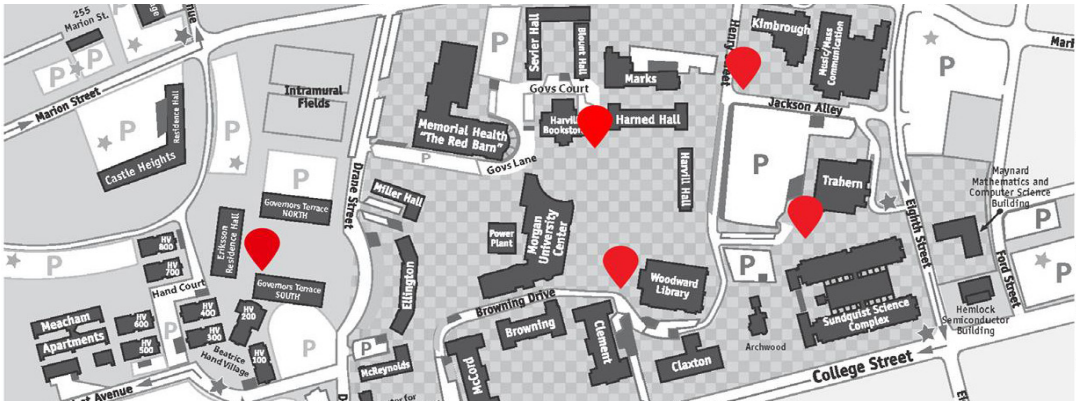 255
Marion St.
Marion Street
Castle Heights
Residence Hall
Intramural
Fields
Sevier Hall
Blount Hall
Govs Court
Marks
Harned Hall
Memorial Health
"The Red Barn"
Govs Lane
Kimbrough
Music/Mass
Communication
Jackson Alley
P
P
P
P
P
P
P
P
P
P
P
P
P
P
Trahern
Harvill Hall
Eighth Street
Maynard
Mathematics and
Computer Science
Building
Ford Street
Hemlock
Semiconductor
Building
Drane Street
Miller Hall
Governors Terrace
NORTH
Eriksson
Residence Hall
Governors Terrace
SOUTH
Power
Plant
Morgan
University
Center
Ellington
Woodward
Library
Sundquist Science
Complex
Archwood
Browning Drive
Browning
Clement
Claxton
McCord
McReynolds
College Street
HV
800
HV
700
Hand Court
HV
600
HV
500
HV
400
HV
300
HV
200
HV
100
Beatrice
Hand Village
Meacham
Apartments
Avenue